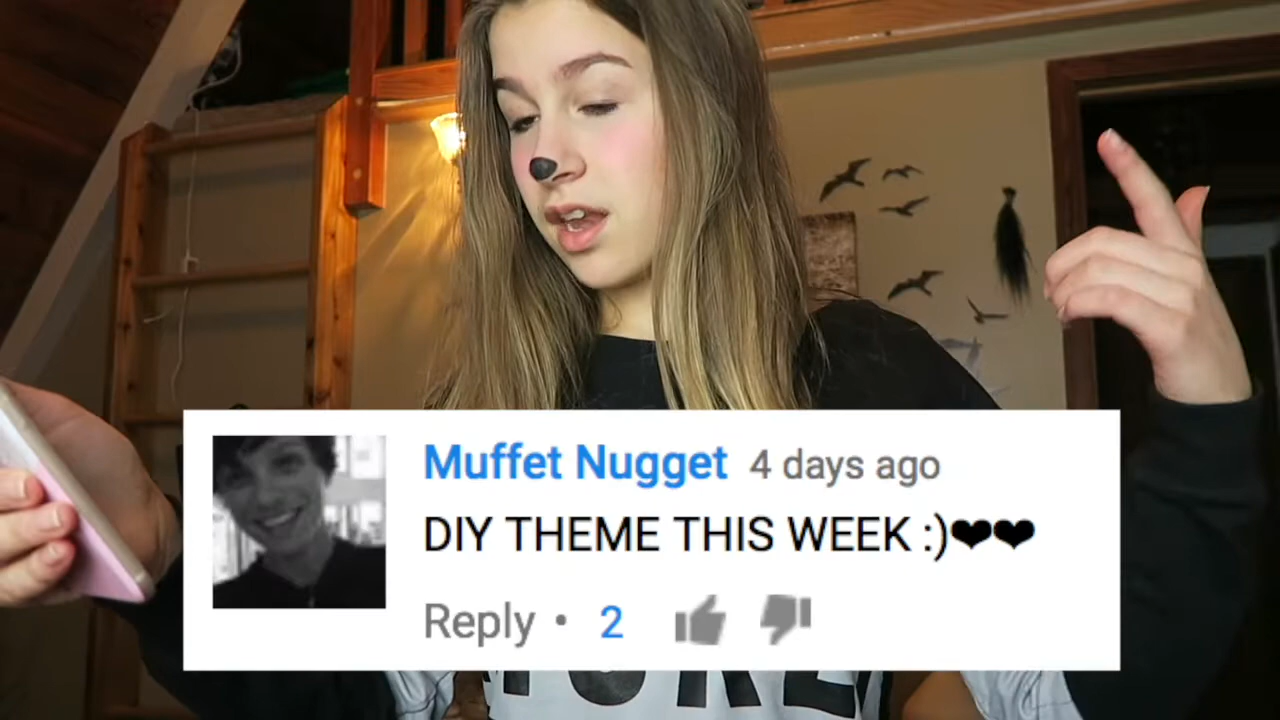 Muffet Nugget 4 days ago
DIY THEME THIS WEEK :)❤❤
Reply • 2